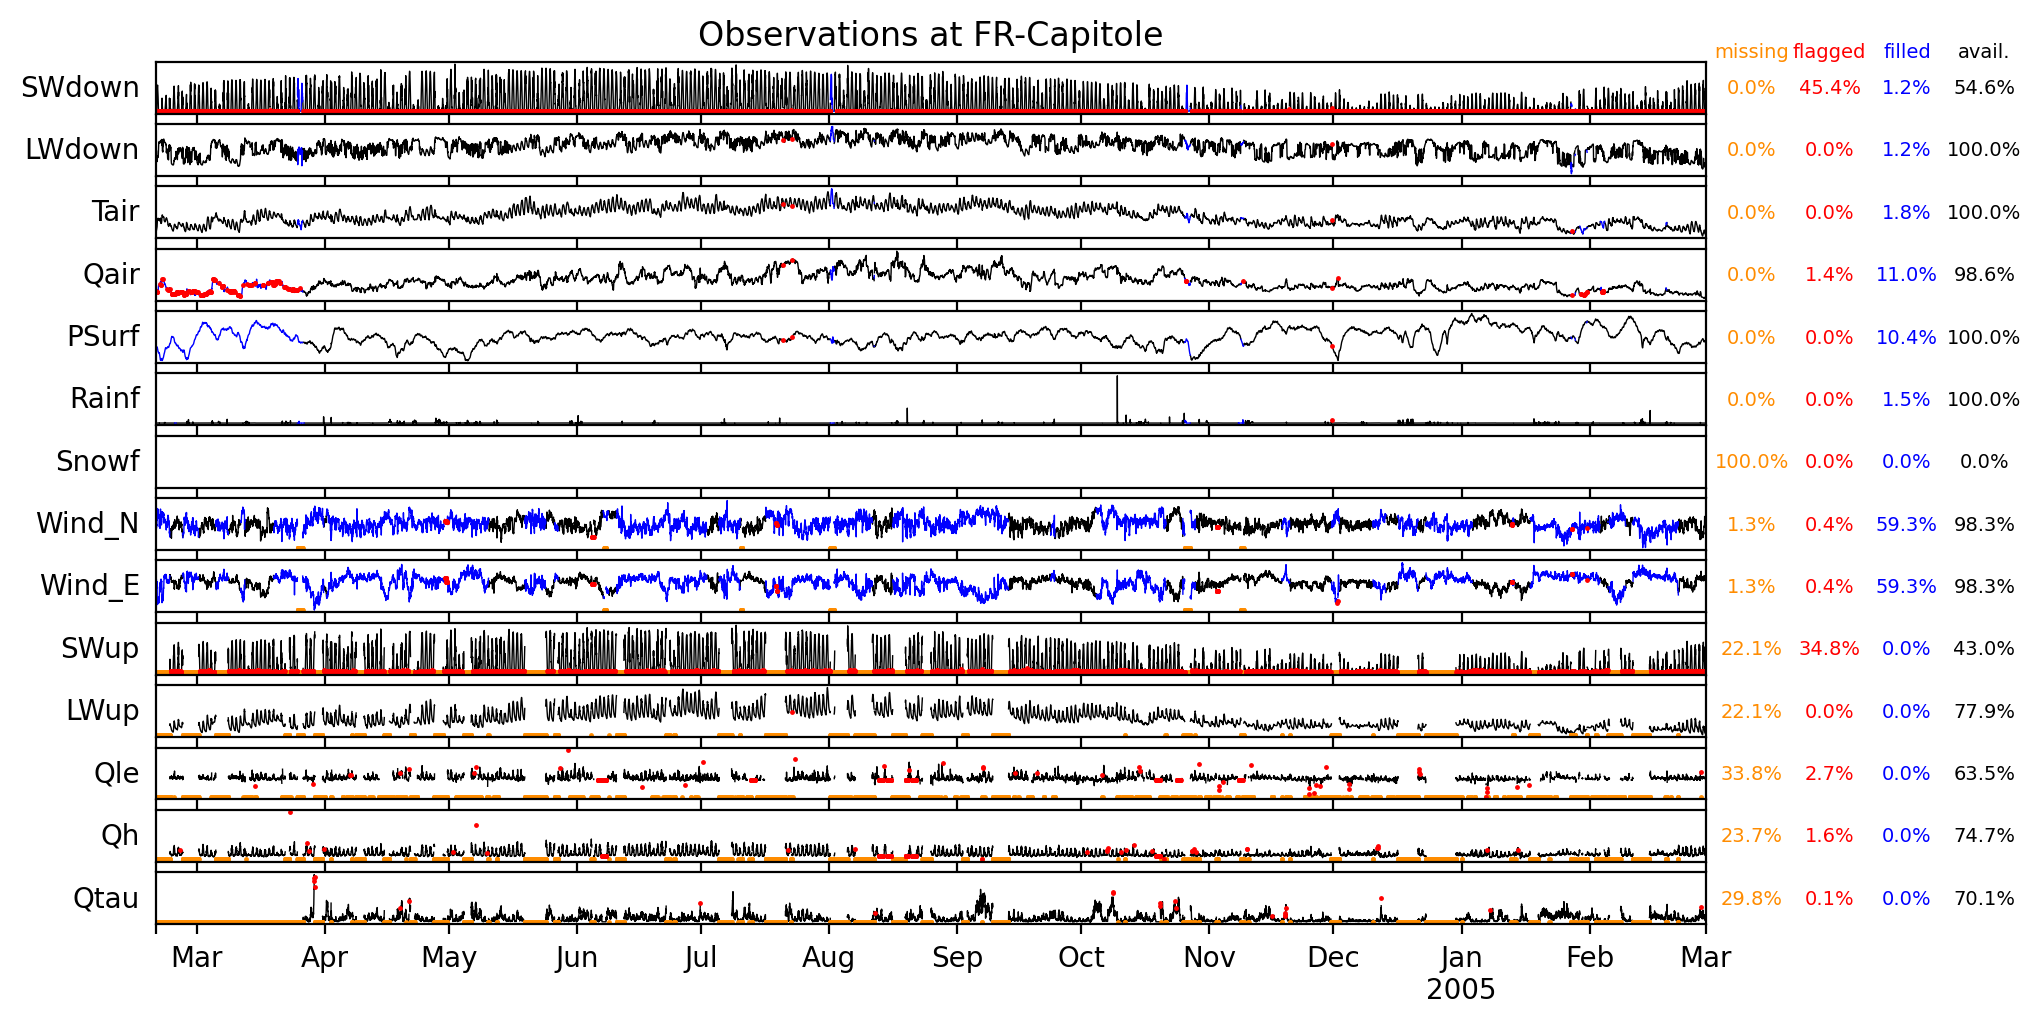 Observations at FR-Capitole
missing flagged filled avail.
SWdown 0.0% 45.4% 1.2% 54.6%
LWdown 0.0% 0.0% 1.2% 100.0%
Tair 0.0% 0.0% 1.8% 100.0%
Qair 0.0% 1.4% 11.0% 98.6%
PSurf 0.0% 0.0% 10.4% 100.0%
Rainf 0.0% 0.0% 1.5% 100.0%
Snowf 100.0% 0.0% 0.0% 0.0%
Wind_N 1.3% 0.4% 59.3% 98.3%
Wind_E 1.3% 0.4% 59.3% 98.3%
SWup 22.1% 34.8% 0.0% 43.0%
LWup 22.1% 0.0% 0.0% 77.9%
Qle 33.8% 2.7% 0.0% 63.5%
Qh 23.7% 1.6% 0.0% 74.7%
Qtau 29.8% 0.1% 0.0% 70.1%
Mar Apr May Jun Jul Aug Sep Oct Nov Dec Jan Feb Mar
2005